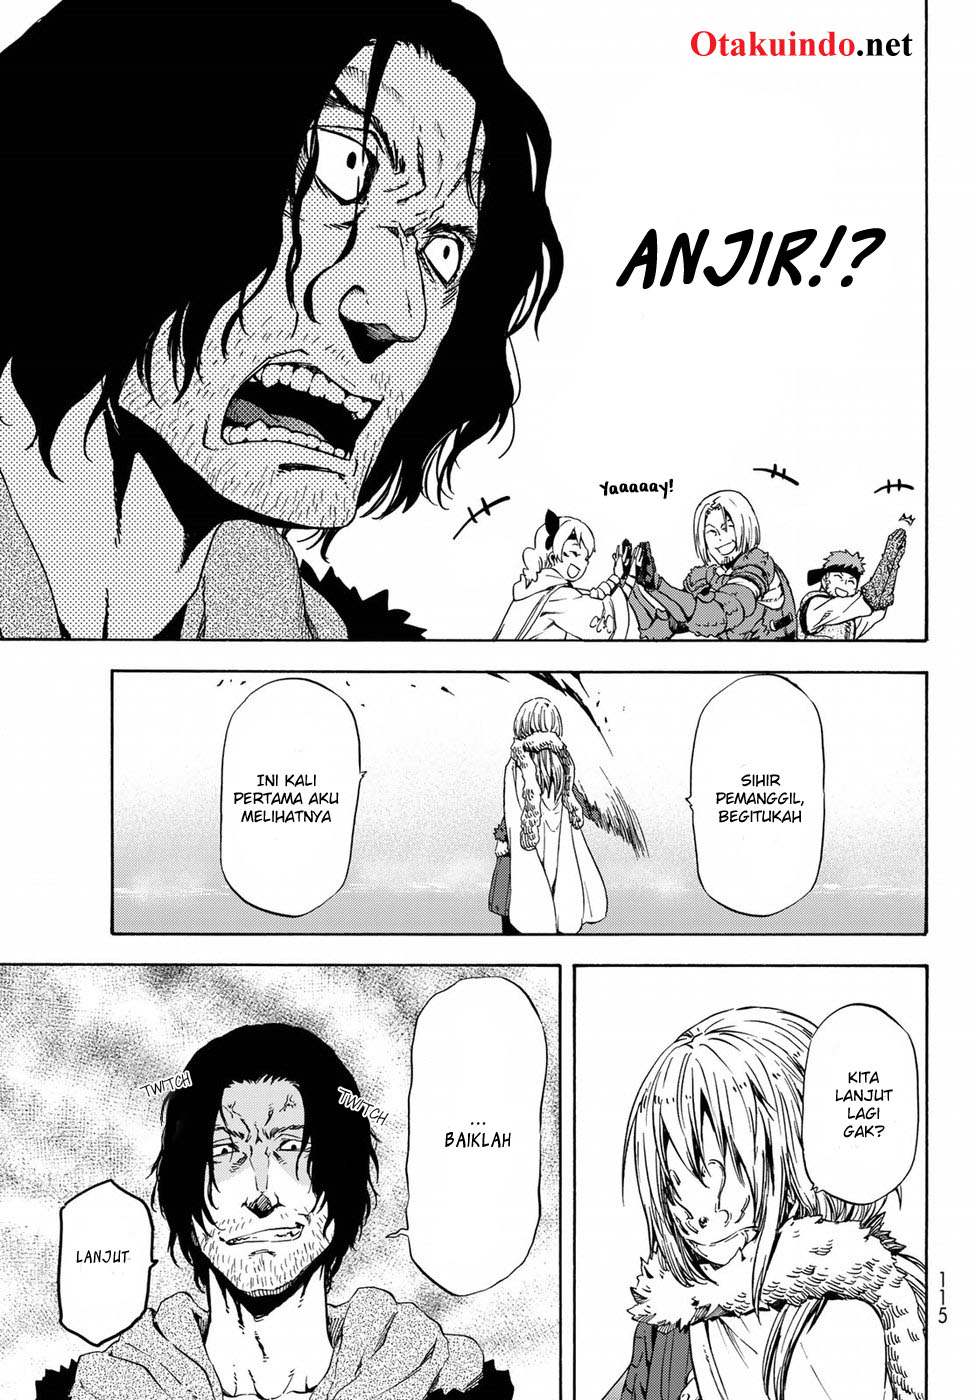 Otakuindo.net
ANJIR!?
Yaaaaay!
SIHIR
PEMANGGIL,
BEGITUKAH
INI KALI
PERTAMA AKU
MELIHATNYA
KITA
LANJUT
LAGI
GAK?
TWITCH
TWITCH
...
BAIKLAH
LANJUT
115